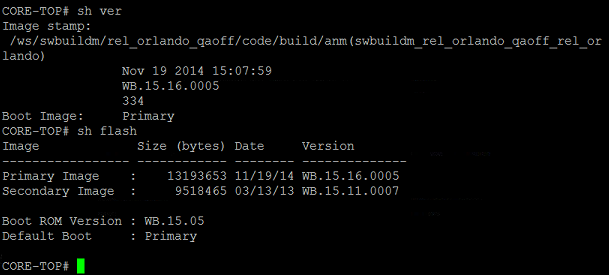 CORE-TOP# sh ver
Image stamp:
 /ws/swbuildm/rel_orlando_qaoff/code/build/anm(swbuildm_rel_orlando_qaoff_rel_or
lando)
                Nov 19 2014 15:07:59
                WB.15.16.0005
                334
Boot Image:     Primary
CORE-TOP# sh flash
Image             Size (bytes) Date     Version
----------------- ------------ -------- --------------
Primary Image   :     13193653 11/19/14 WB.15.16.0005
Secondary Image :      9518465 03/13/13 WB.15.11.0007

Boot ROM Version : WB.15.05
Default Boot     : Primary

CORE-TOP#